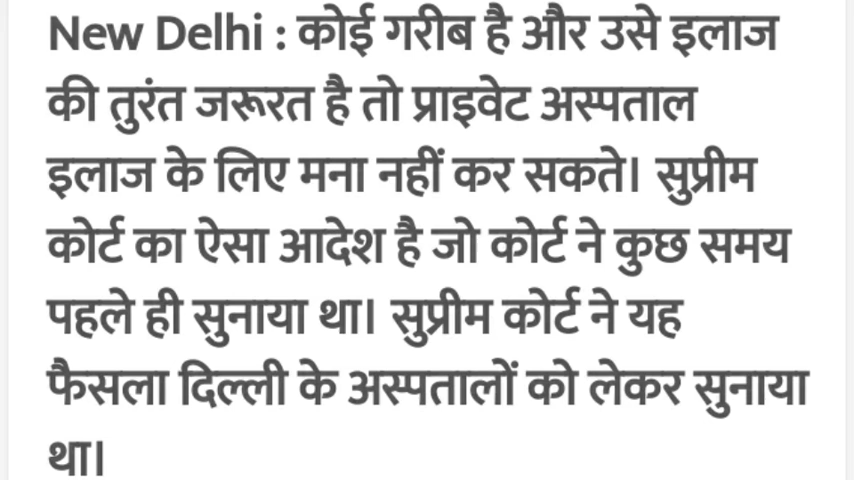 New Delhi : कोई गरीब है और उसे इलाज
की तुरंत जरूरत है तो प्राइवेट अस्पताल
इलाज के लिए मना नहीं कर सकते। सुप्रीम
कोर्ट का ऐसा आदेश है जो कोर्ट ने कुछ समय
पहले ही सुनाया था। सुप्रीम कोर्ट ने यह
फैसला दिल्ली के अस्पतालों को लेकर सुनाया
था।